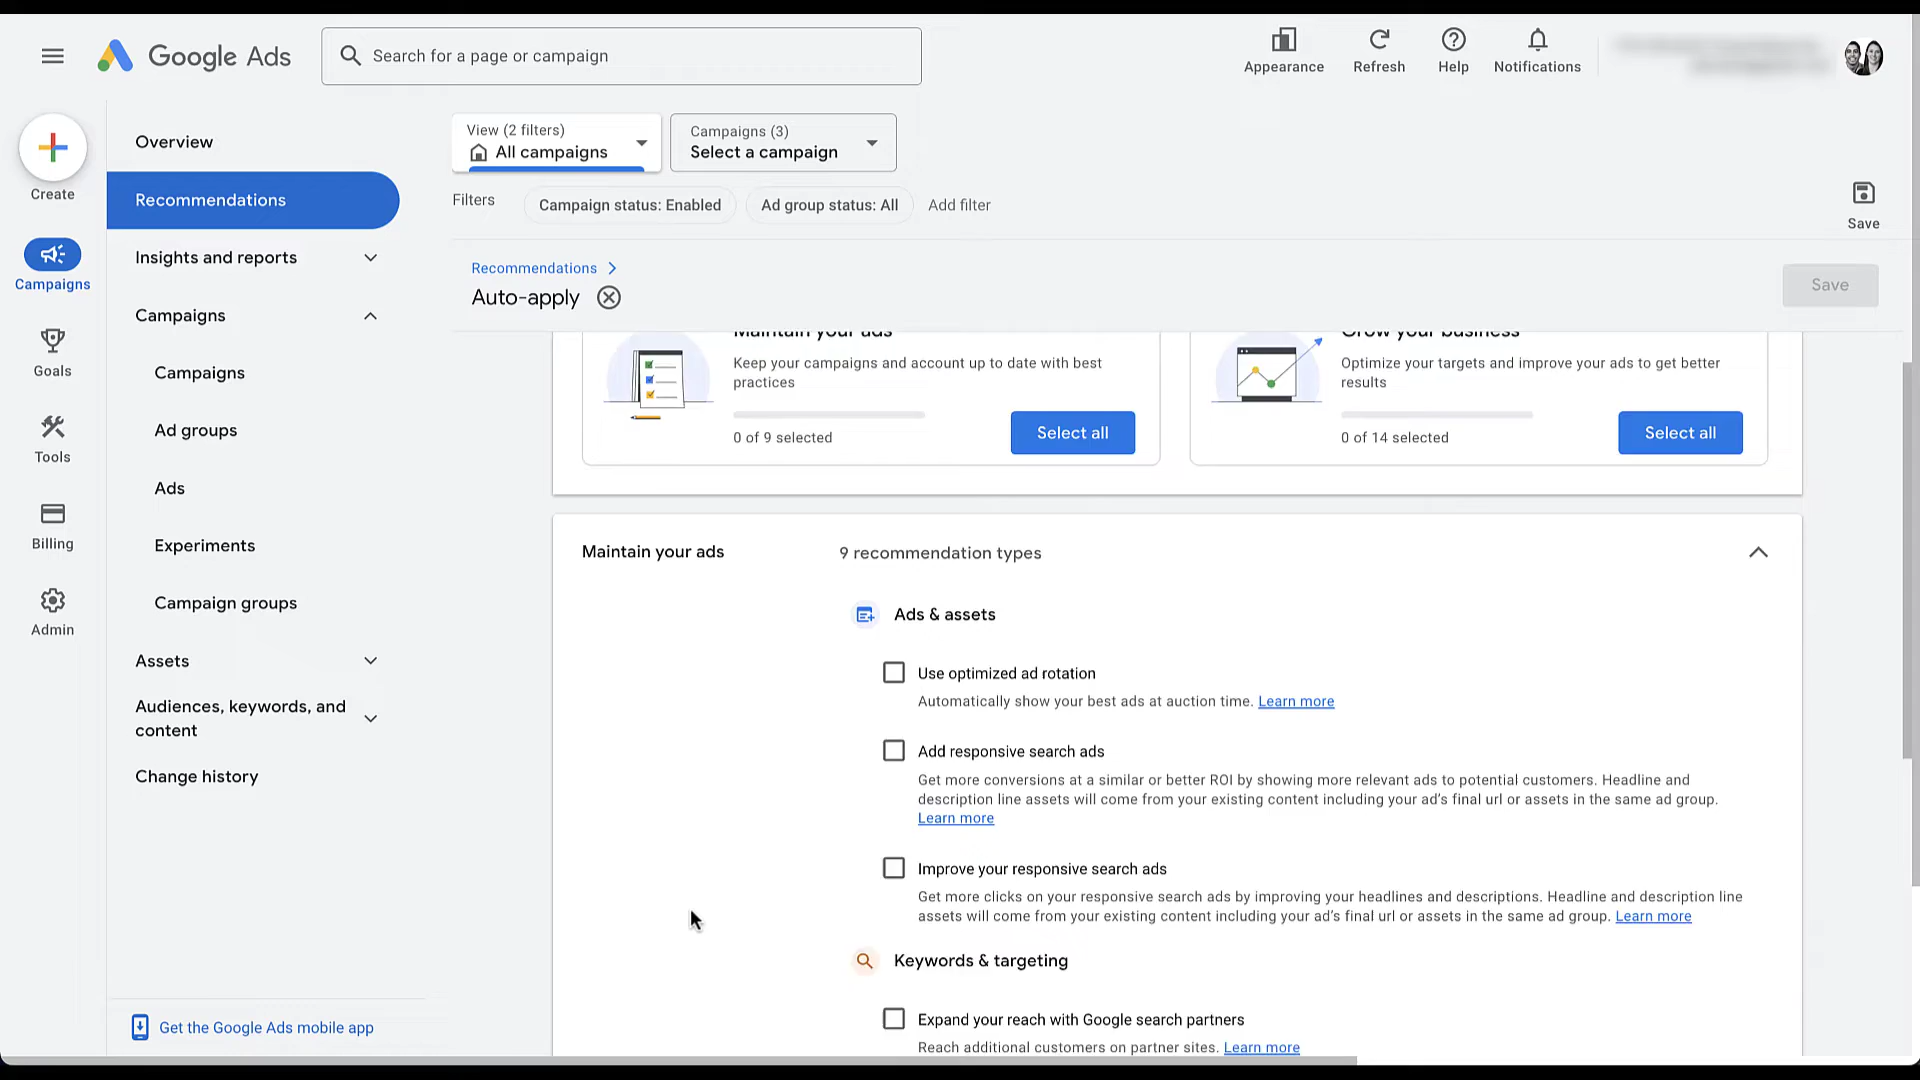 Google Ads
Search for a page or campaign
Appearance
Refresh
Help
Notifications
Create
Campaigns
Goals
Tools
Billing
Admin
Overview
Recommendations
Insights and reports
Campaigns
Campaigns
Ad groups
Ads
Experiments
Campaign groups
Assets
Audiences, keywords, and
content
Change history
Get the Google Ads mobile app
View (2 filters)
All campaigns
Campaigns (3)
Select a campaign
Filters
Campaign status: Enabled
Ad group status: All
Add filter
Save
Recommendations
Auto-apply
Save
Maintain your ads
Keep your campaigns and account up to date with best
practices
0 of 9 selected
Select all
Grow your business
Optimize your targets and improve your ads to get better
results
0 of 14 selected
Select all
Maintain your ads
9 recommendation types
Ads & assets
Use optimized ad rotation
Automatically show your best ads at auction time. Learn more
Add responsive search ads
Get more conversions at a similar or better ROI by showing more relevant ads to potential customers. Headline and
description line assets will come from your existing content including your ad's final url or assets in the same ad group.
Learn more
Improve your responsive search ads
Get more clicks on your responsive search ads by improving your headlines and descriptions. Headline and description line
assets will come from your existing content including your ad's final url or assets in the same ad group. Learn more
Keywords & targeting
Expand your reach with Google search partners
Reach additional customers on partner sites. Learn more